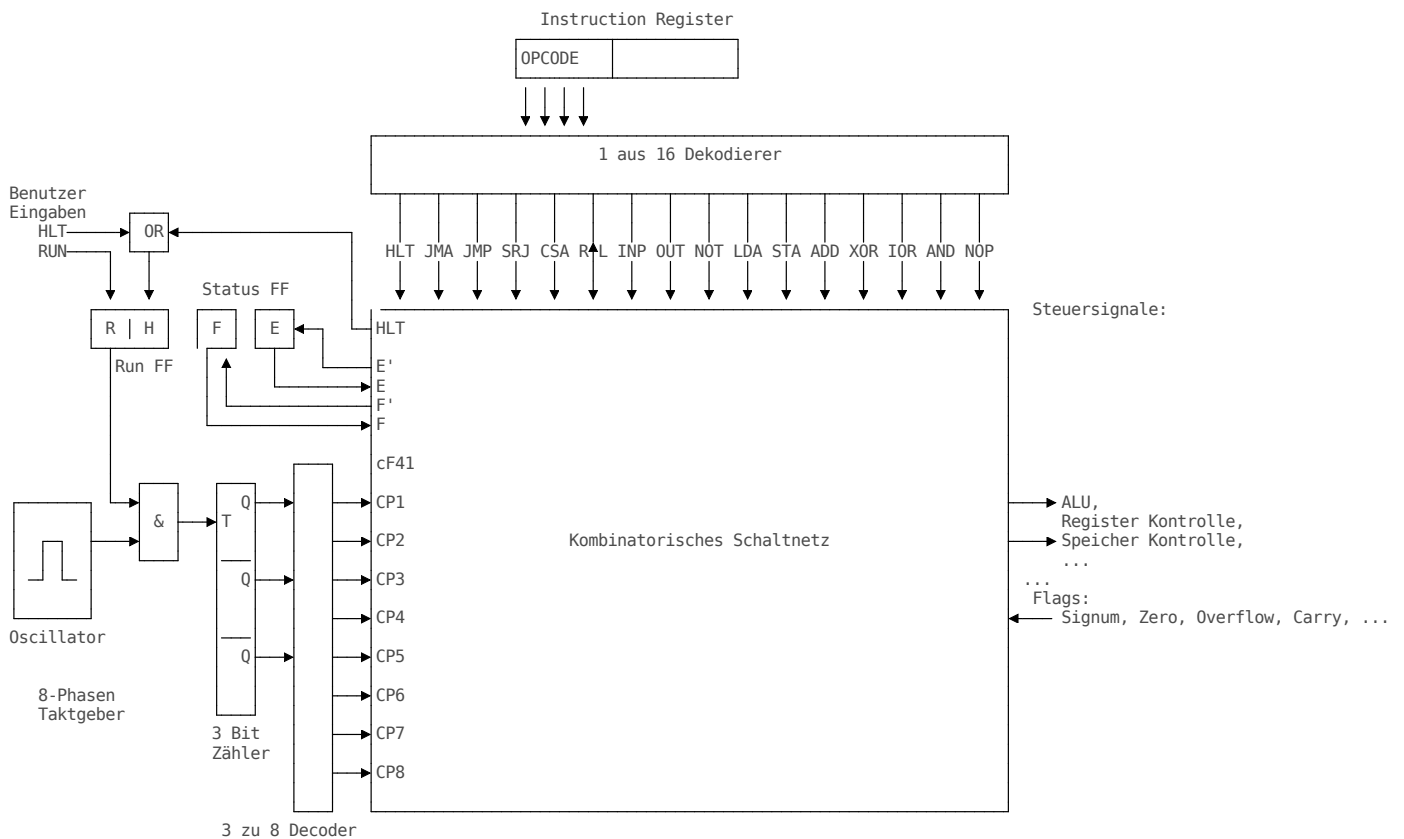 Instruction Register
OPCODE
1 aus 16 Dekodierer
Benutzer
Eingaben
HLT
RUN
OR
HLT JMA JMP SRJ CSA R L INP OUT NOT LDA STA ADD XOR IOR AND NOP
Status FF
R | H
F
E
Run FF
HLT
E'
E
F'
F
cF41
Steuersignale:
Q
T
&
Q
Q
CP1
CP2
CP3
CP4
CP5
CP6
CP7
CP8
Kombinatorisches Schaltnetz
ALU,
Register Kontrolle,
Speicher Kontrolle,
...
...
Flags:
Signum, Zero, Overflow, Carry, ...
Oscillator
8-Phasen
Taktgeber
3 Bit
Zähler
3 zu 8 Decoder